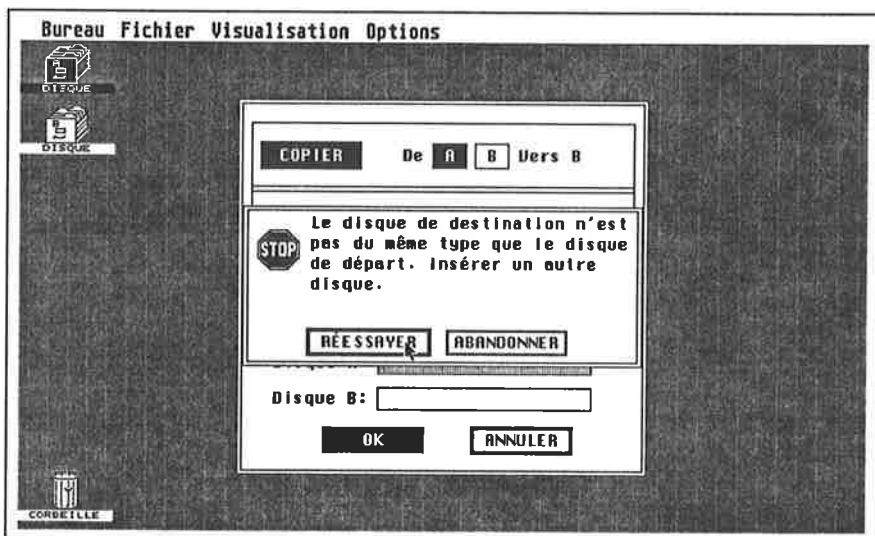 Bureau Fichier Visualisation Options
DISQUE
DISQUE
COPIER De A B Vers B
STOP
Le disque de destination n'est
pas du même type que le disque
de départ. Insérer un autre
disque.
RÉESSAYER ABANDONNER
Disque B:
OK ANNULER
CORBEILLE